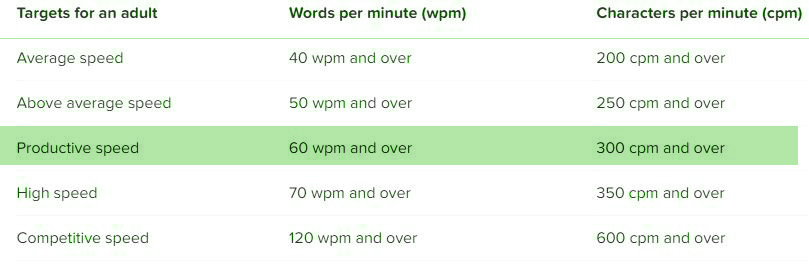 Targets for an adult Words per minute (wpm) Characters per minute (cpm)
Average speed 40 wpm and over 200 cpm and over
Above average speed 50 wpm and over 250 cpm and over
Productive speed 60 wpm and over 300 cpm and over
High speed 70 wpm and over 350 cpm and over
Competitive speed 120 wpm and over 600 cpm and over